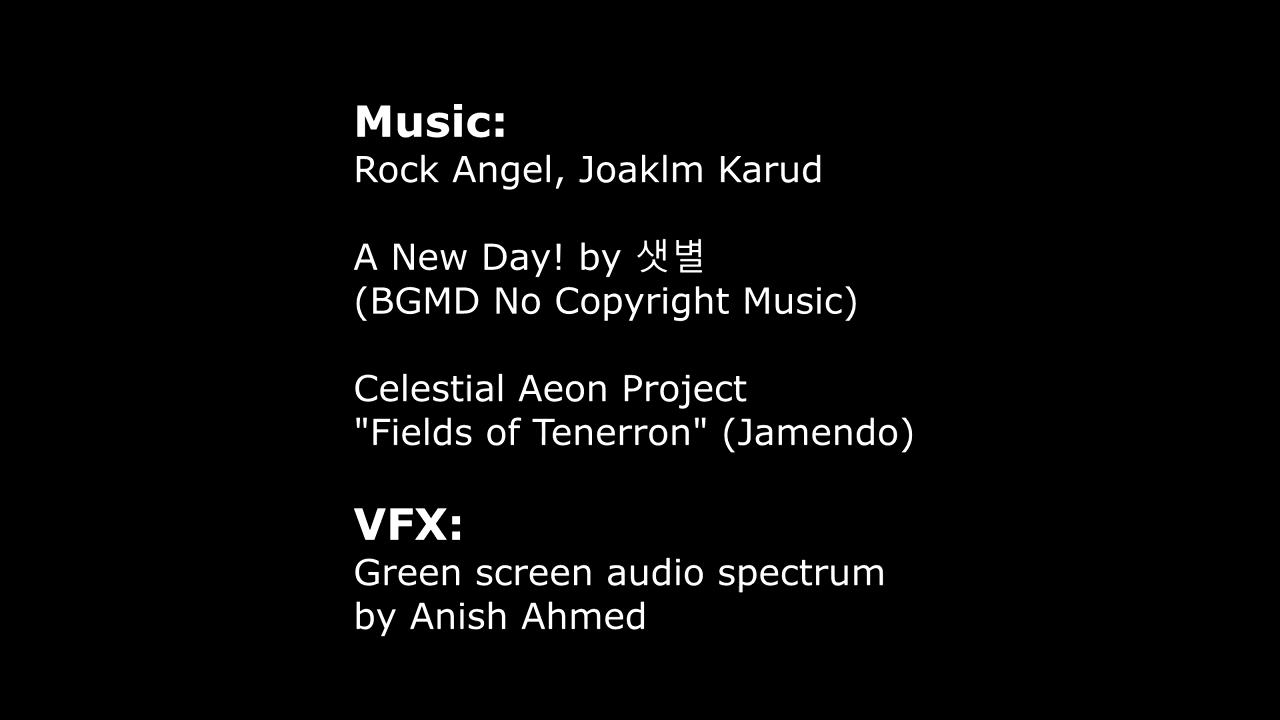 Music:
Rock Angel, Joaklm Karud
A New Day! by 샛별
(BGMD No Copyright Music)
Celestial Aeon Project
"Fields of Tenerron" (Jamendo)
VFX:
Green screen audio spectrum
by Anish Ahmed